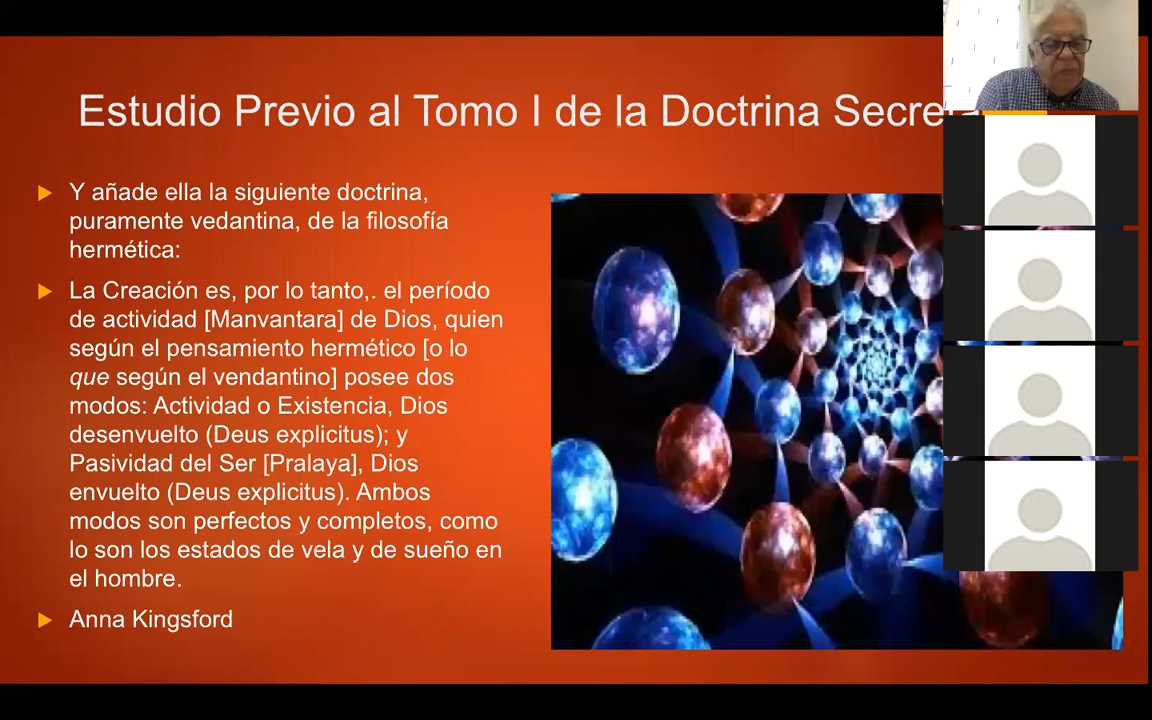 Estudio Previo al Tomo I de la Doctrina Secreta
Y añade ella la siguiente doctrina,
puramente vedantina, de la filosofía
hermética:
La Creación es, por lo tanto,. el período
de actividad [Manvantara] de Dios, quien
según el pensamiento hermético [o lo
que según el vendantino] posee dos
modos: Actividad o Existencia, Dios
desenvuelto (Deus explicitus); y
Pasividad del Ser [Pralaya], Dios
envuelto (Deus explicitus). Ambos
modos son perfectos y completos, como
lo son los estados de vela y de sueño en
el hombre.
Anna Kingsford